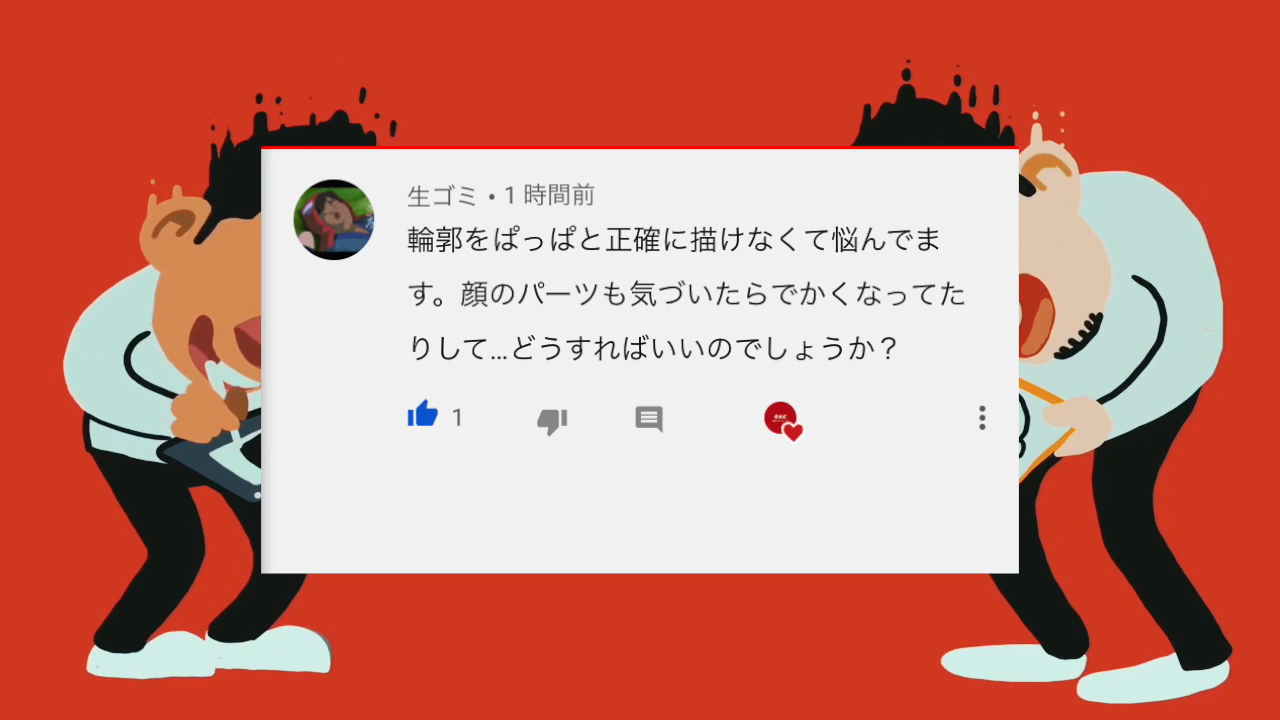 生ゴミ • 1 時間前
輪郭をぱっぱと正確に描けなくて悩んでま
す。顔のパーツも気づいたらでかくなってた
りして...どうすればいいのでしょうか？
1